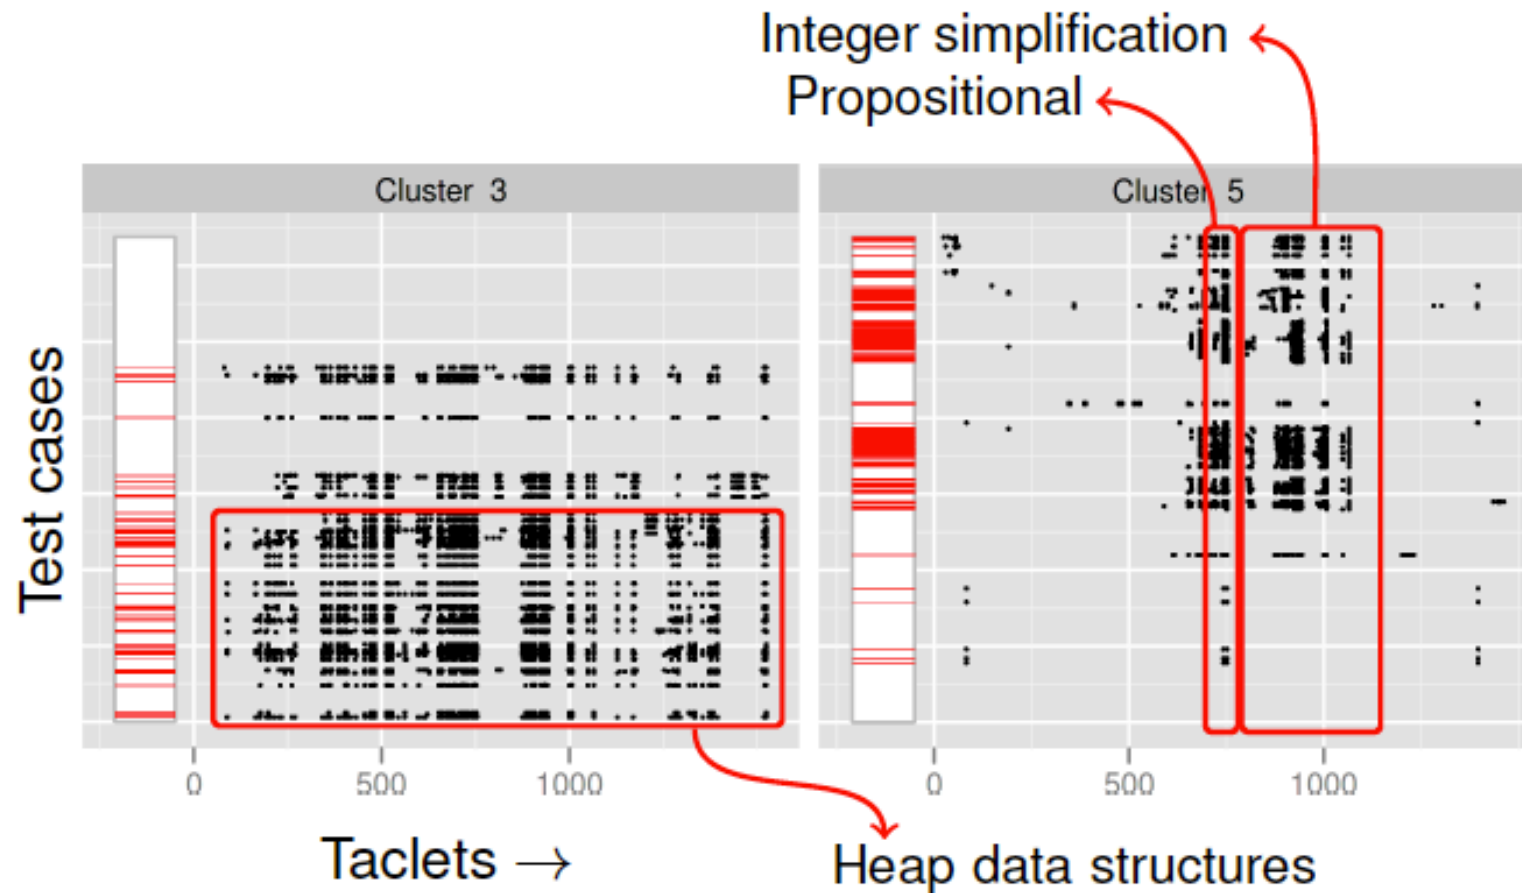 Integer simplification
Propositional
Cluster 3
Cluster 5
Test cases
0 500 1000
0 500 1000
Taclets →
Heap data structures